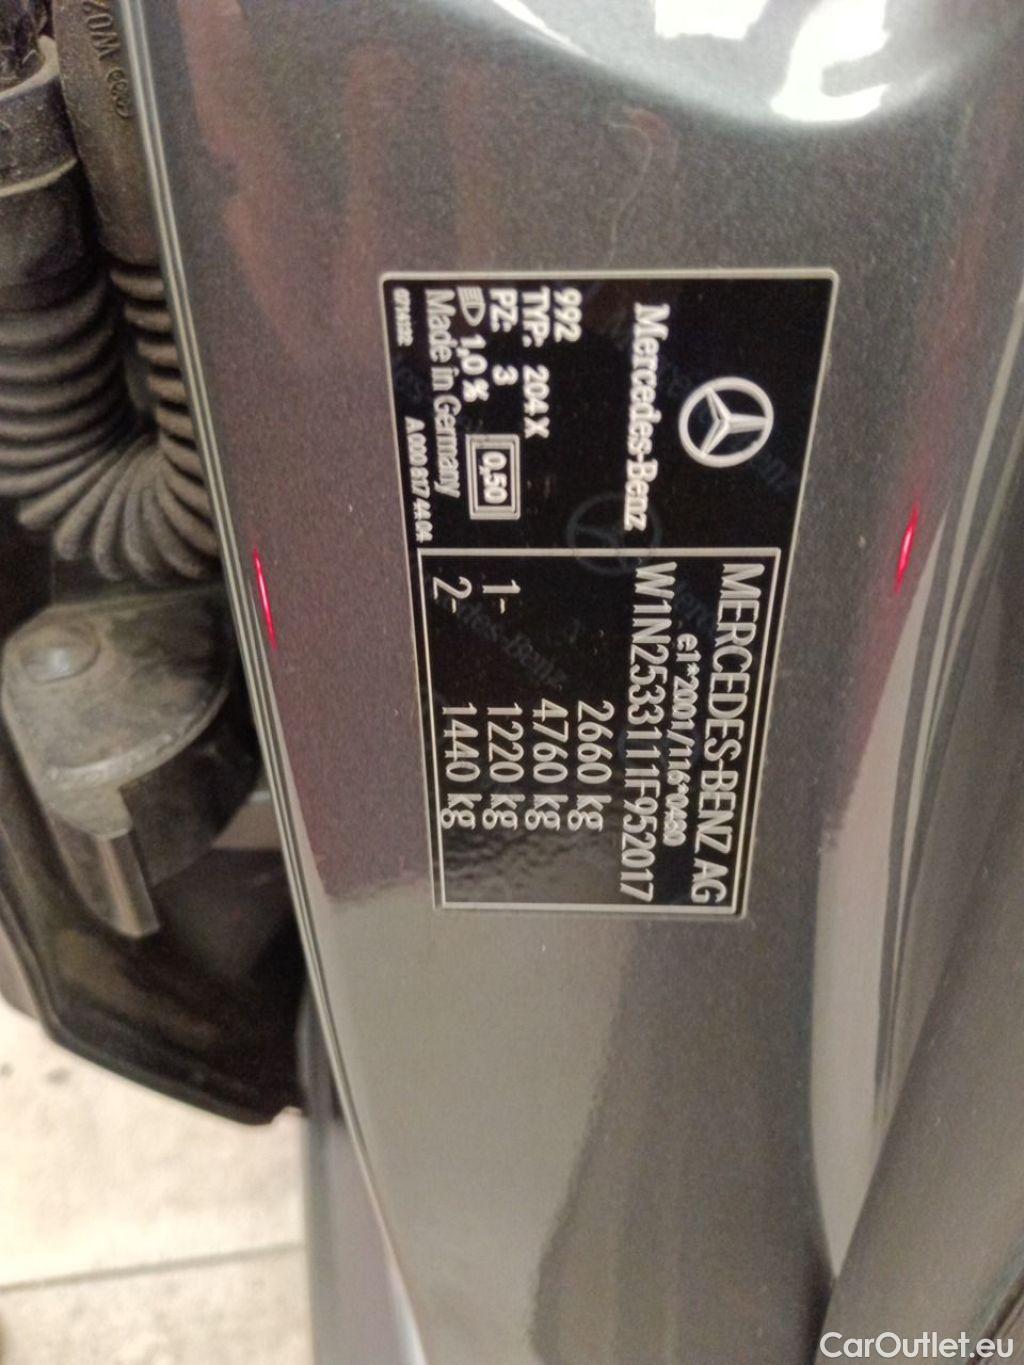 Mercedes-Benz
992
TYP: 204 X
PZ: 3
1,0 %
0,50
Made in Germany
A 000 817 44 04
MERCEDES-BENZ AG
e1*2001/116*0480
W1N2533111F952017
2660 kg
4760 kg
1- 1220 kg
2- 1440 kg
CarOutlet.eu